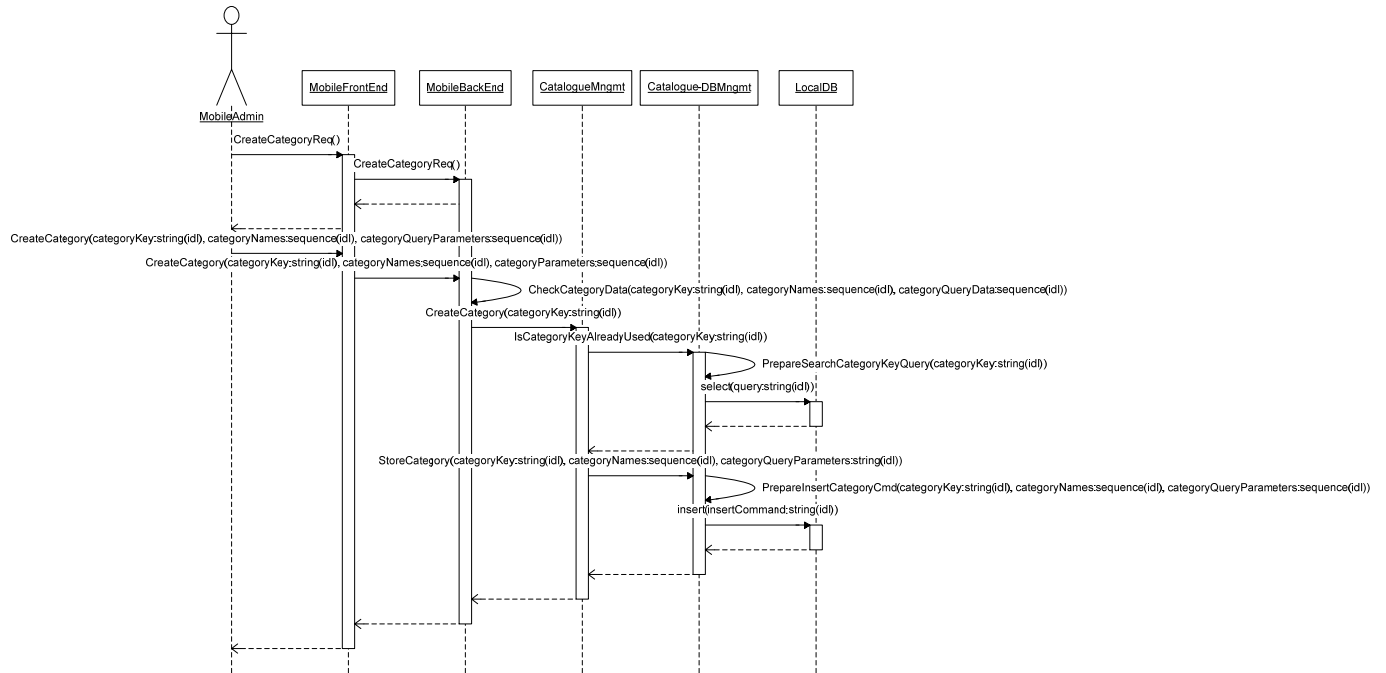 MobileFrontEnd
MobileBackEnd
CatalogueMngmt
Catalogue-DBMngmt
LocalDB
MobileAdmin
CreateCategoryReq()
CreateCategoryReq()
CreateCategory(categoryKey:string(idl), categoryNames:sequence(idl), categoryQueryParameters:sequence(idl))
CreateCategory(categoryKey:string(idl), categoryNames:sequence(idl), categoryParameters:sequence(idl))
CheckCategoryData(categoryKey:string(idl), categoryNames:sequence(idl), categoryQueryData:sequence(idl))
CreateCategory(categoryKey:string(idl))
IsCategoryKeyAlreadyUsed(categoryKey:string(idl))
PrepareSearchCategoryKeyQuery(categoryKey:string(idl))
select(query:string(idl))
StoreCategory(categoryKey:string(idl), categoryNames:sequence(idl), categoryQueryParameters:string(idl))
PrepareInsertCategoryCmd(categoryKey:string(idl), categoryNames:sequence(idl), categoryQueryParameters:sequence(idl))
insert(insertCommand:string(idl))